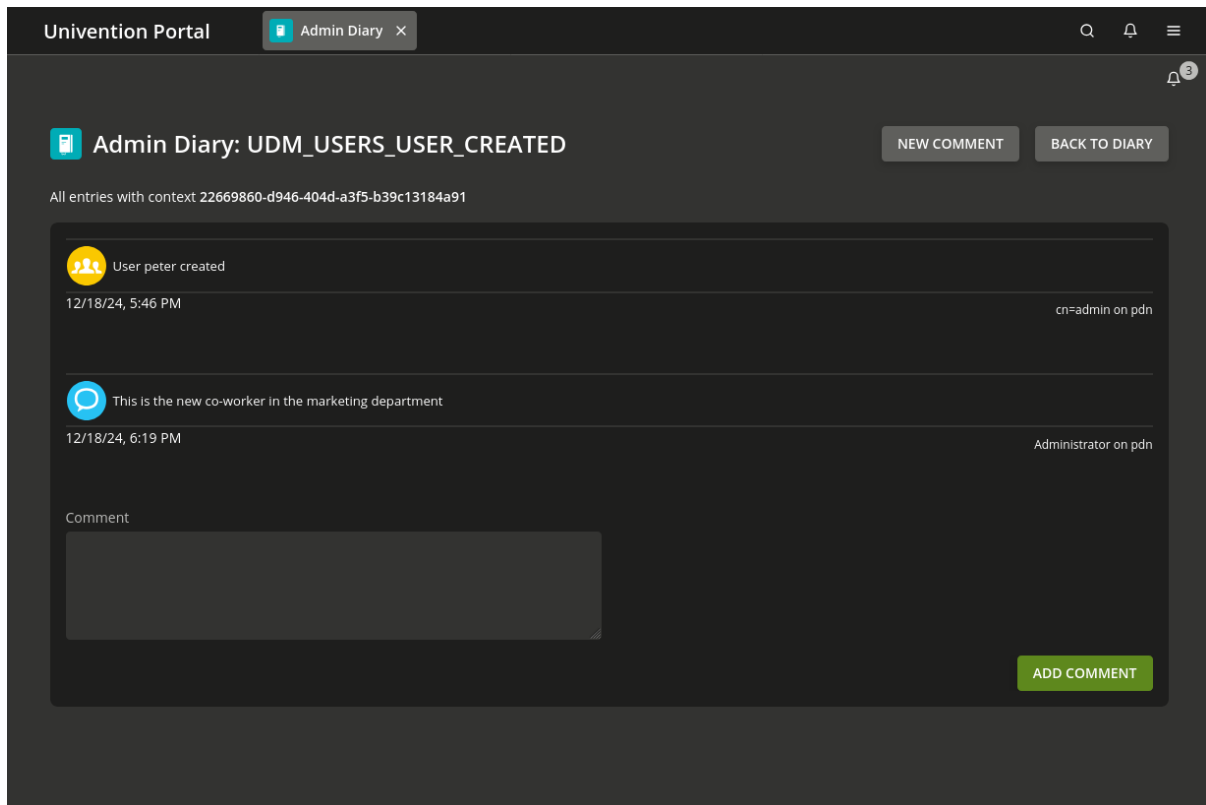 Univention Portal
Admin Diary
3
Admin Diary: UDM_USERS_USER_CREATED
NEW COMMENT
BACK TO DIARY
All entries with context 22669860-d946-404d-a3f5-b39c13184a91
User peter created
12/18/24, 5:46 PM
cn=admin on pdn
This is the new co-worker in the marketing department
12/18/24, 6:19 PM
Administrator on pdn
Comment
ADD COMMENT